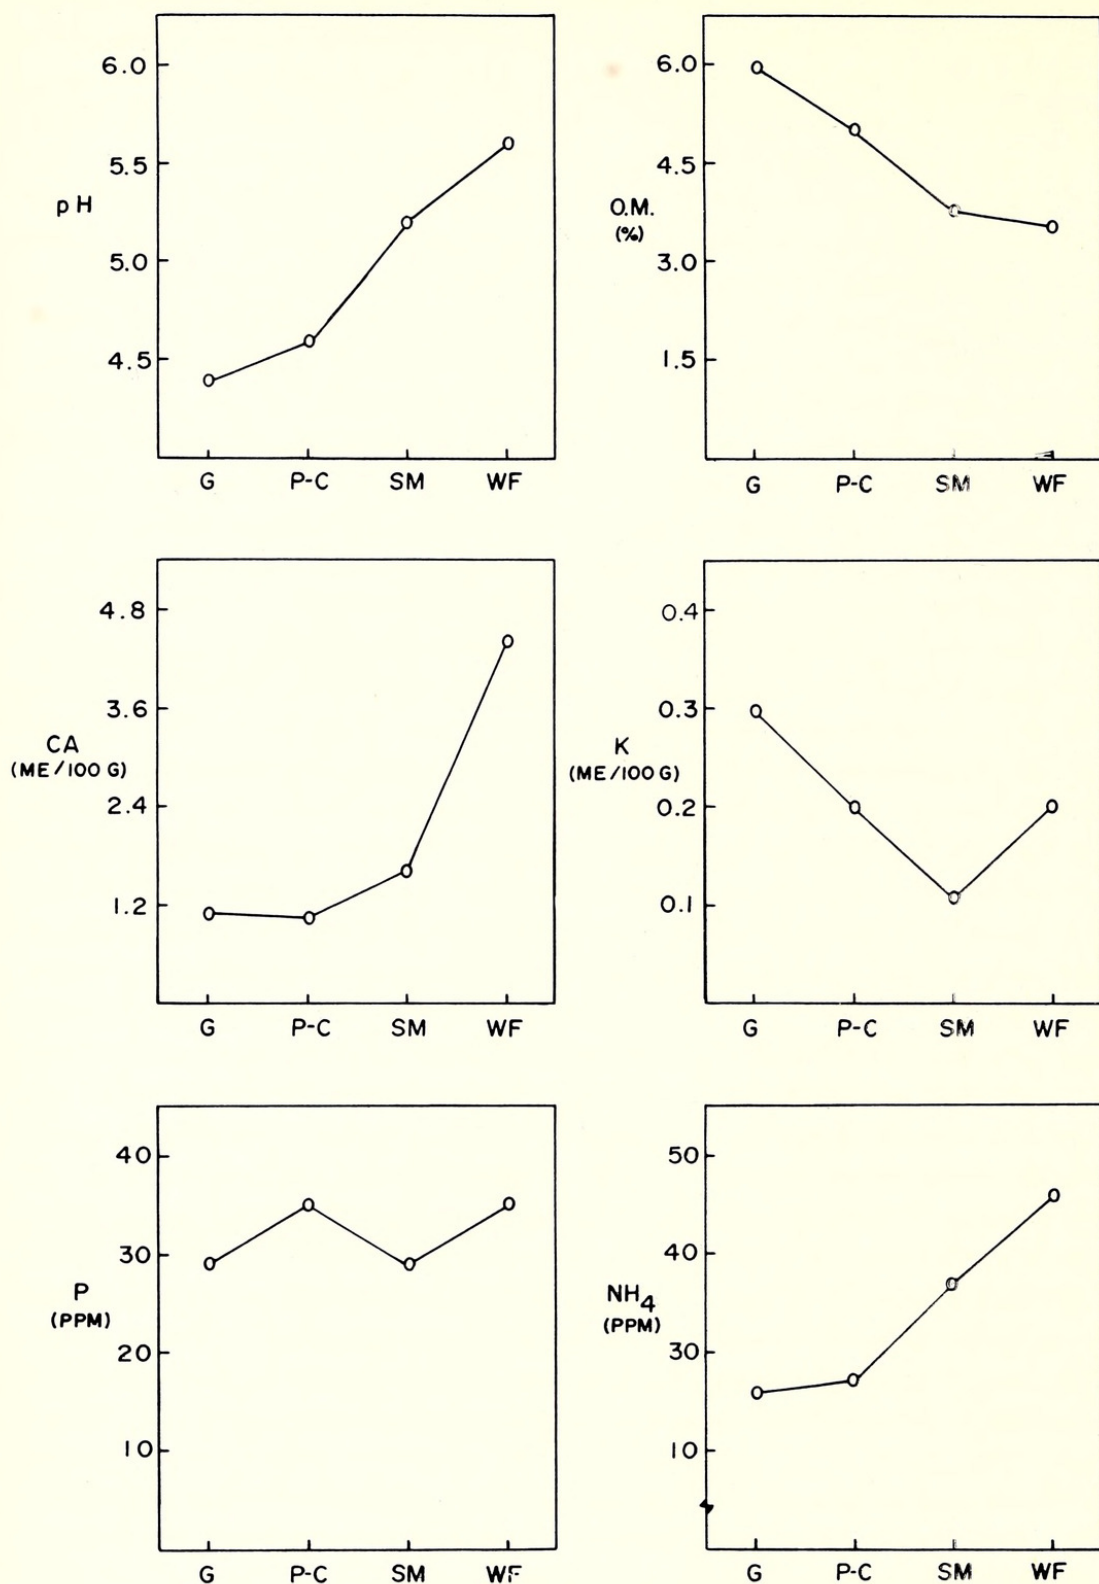 6.0
5.5
pH
5.0
4.5
G P-C SM WF
6.0
4.5
O.M.
(%)
3.0
1.5
G P-C SM WF
4.8
3.6
CA
(ME/100 G)
2.4
1.2
G P-C SM WF
0.4
0.3
K
(ME/100 G)
0.2
0.1
G P-C SM WF
40
30
P
(PPM)
20
10
G P-C SM WF
50
40
NH4
(PPM)
30
10
G P-C SM WF